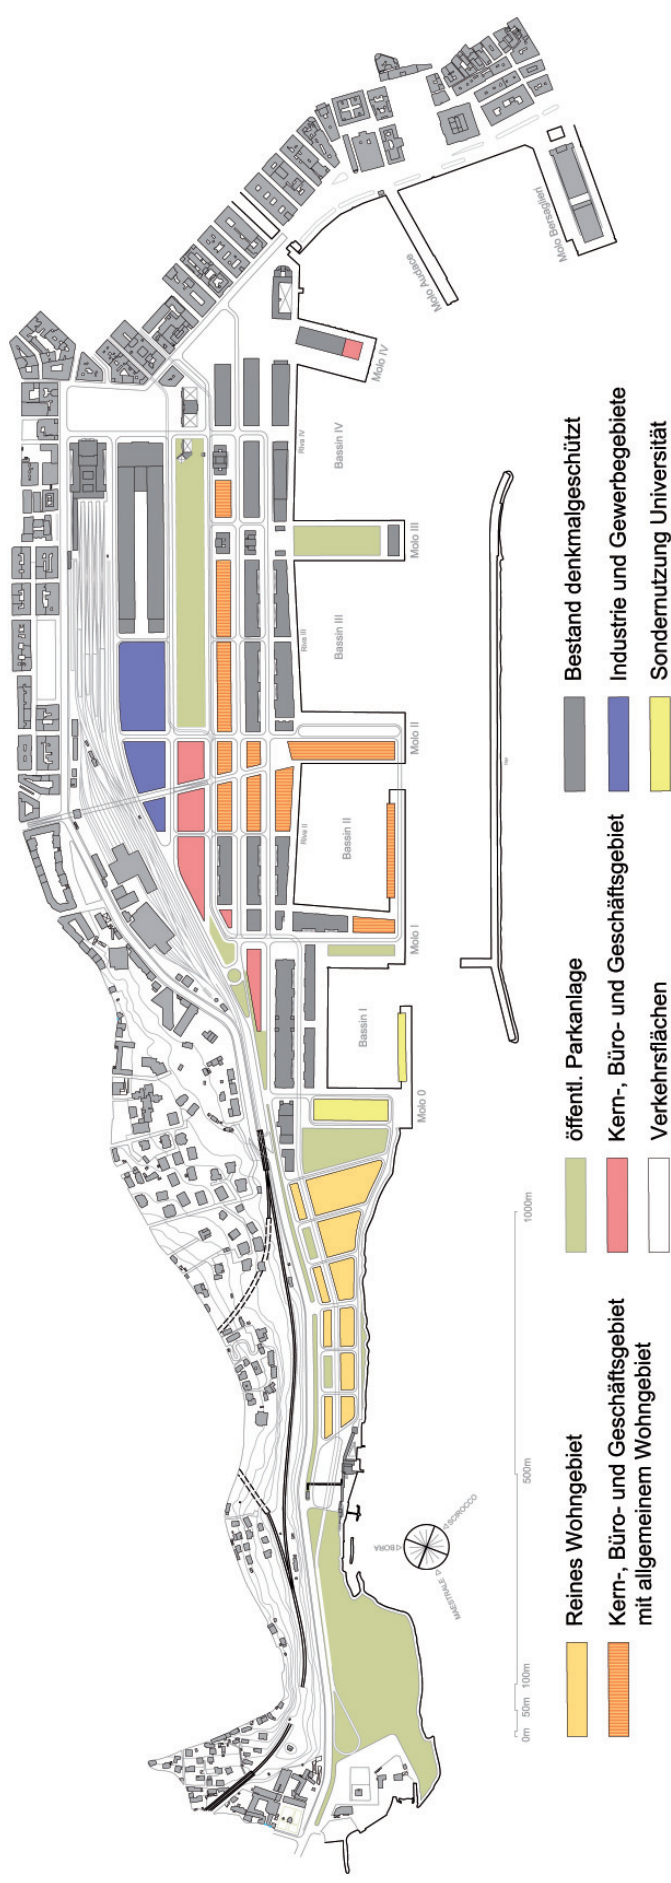 Molo Bersaglieri
Molo Audace
Molo IV
Riva IV
Bassin IV
Molo III
Riva III
Bassin III
Molo II
Riva II
Bassin II
Molo I
Bassin I
Molo 0
BORA
SCIROCCO
MAESTRALE
0m 50m 100m 500m 1000m
Reines Wohngebiet
Kern-, Büro- und Geschäftsgebiet
mit allgemeinem Wohngebiet
öffentl. Parkanlage
Kern-, Büro- und Geschäftsgebiet
Verkehrsflächen
Bestand denkmalgeschützt
Industrie und Gewerbegebiete
Sondernutzung Universität